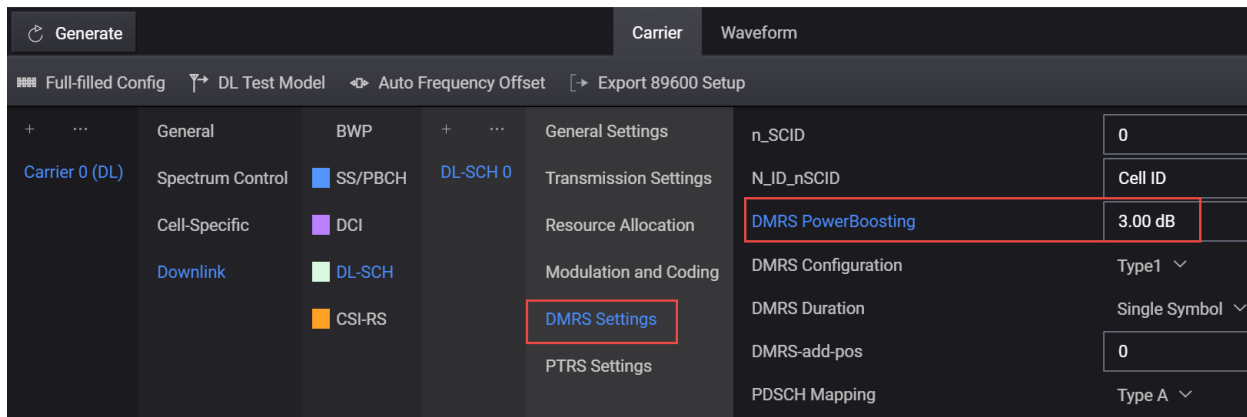 Generate
Carrier
Waveform
Full-filled Config
DL Test Model
Auto Frequency Offset
Export 89600 Setup
+ ...
General
BWP
+ ...
General Settings
n_SCID
0
Carrier 0 (DL)
Spectrum Control
SS/PBCH
DL-SCH 0
Transmission Settings
N_ID_nSCID
Cell ID
Cell-Specific
DCI
Resource Allocation
DMRS PowerBoosting
3.00 dB
Downlink
DL-SCH
Modulation and Coding
DMRS Configuration
Type1
CSI-RS
DMRS Settings
DMRS Duration
Single Symbol
PTRS Settings
DMRS-add-pos
0
PDSCH Mapping
Type A